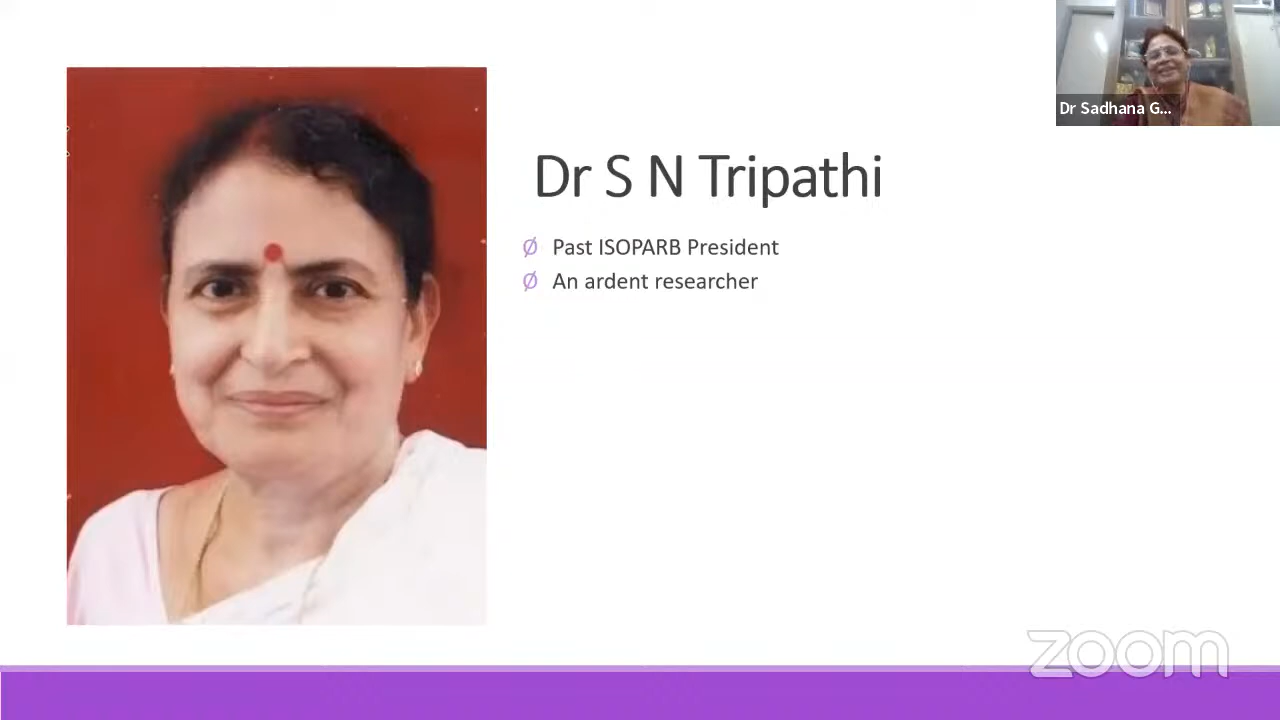 Dr Sadhana G...
Dr S N Tripathi
Ø Past ISOPARB President
Ø An ardent researcher
zoom